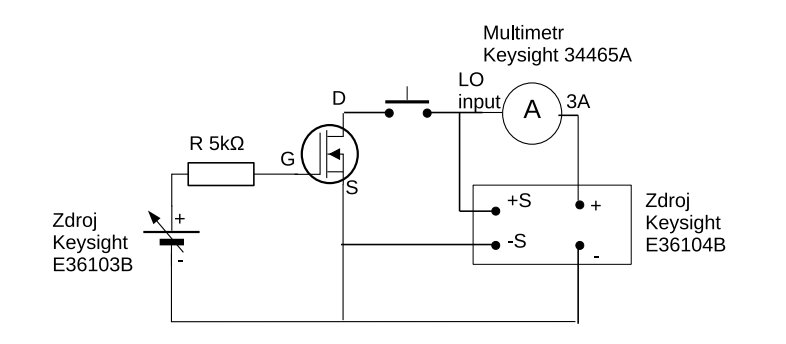 Multimetr
Keysight 34465A
LO
input
A
3A
D
R 5kΩ
G
S
+S
+
-S
-
Zdroj
Keysight
E36103B
+
-
Zdroj
Keysight
E36104B